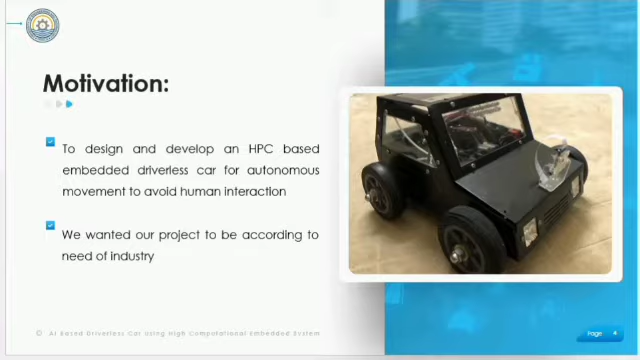 Motivation:
To design and develop an HPC based
embedded driverless car for autonomous
movement to avoid human interaction
We wanted our project to be according to
need of industry
AI Based Driverless Car using High Computational Embedded System
Page 4